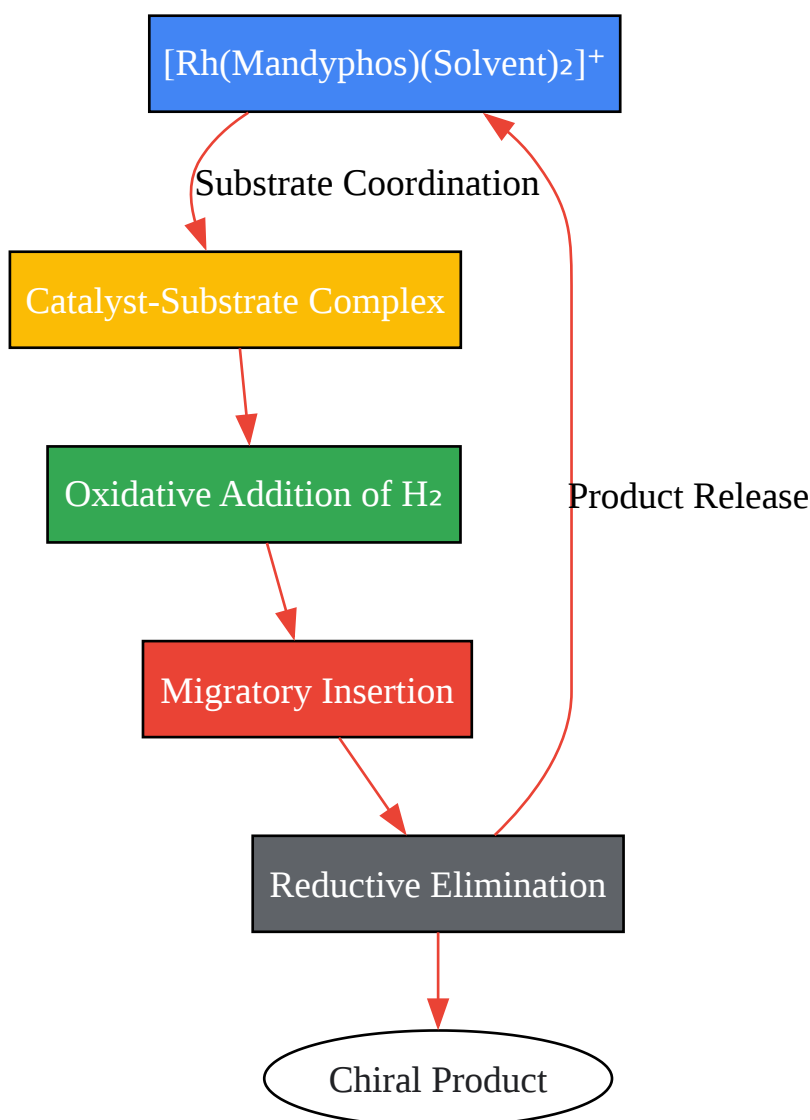 [Rh(Mandyphos)(Solvent)₂]⁺
Substrate Coordination
Catalyst-Substrate Complex
Oxidative Addition of H₂
Product Release
Migratory Insertion
Reductive Elimination
Chiral Product